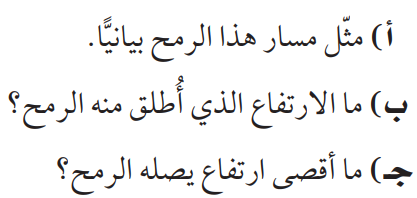 أ) مثّل مسار هذا الرمح بيانيًّا.
ب) ما الارتفاع الذي أُطلق منه الرمح؟
جـ) ما أقصى ارتفاع يصله الرمح؟